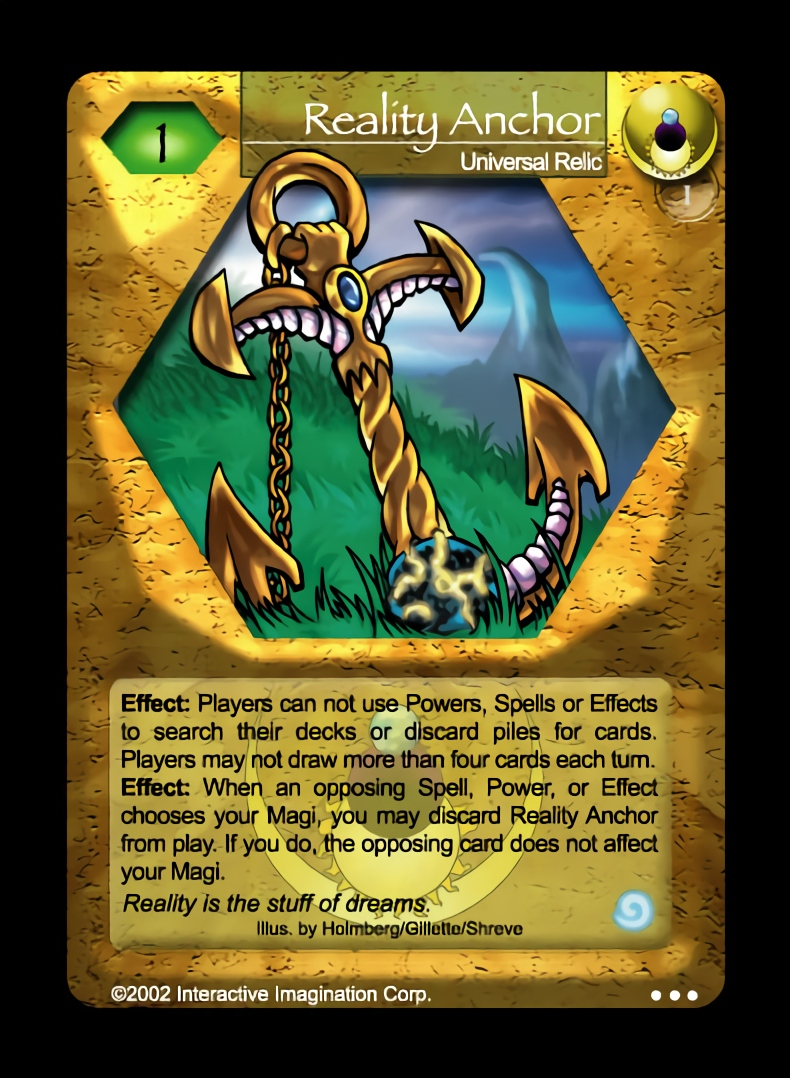 1
Reality Anchor
Universal Relic
1
Effect: Players can not use Powers, Spells or Effects
to search their decks or discard piles for cards.
Players may not draw more than four cards each turn.
Effect: When an opposing Spell, Power, or Effect
chooses your Magi, you may discard Reality Anchor
from play. If you do, the opposing card does not affect
your Magi.
Reality is the stuff of dreams.
Illus. by Holmberg/Gillette/Shreve
©2002 Interactive Imagination Corp.